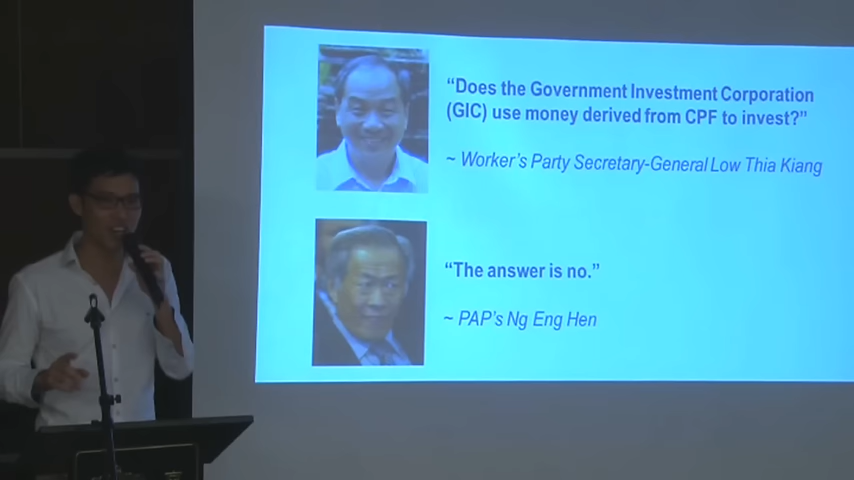 “Does the Government Investment Corporation
(GIC) use money derived from CPF to invest?”
~ Worker’s Party Secretary-General Low Thia Kiang
“The answer is no.”
~ PAP’s Ng Eng Hen